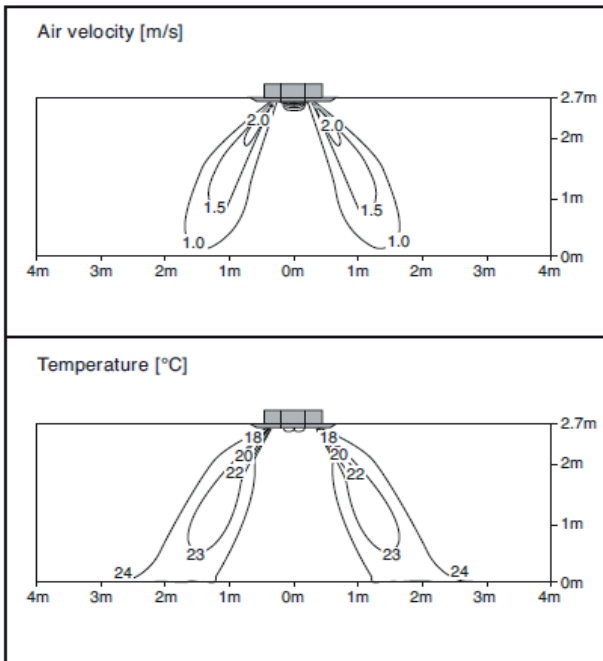 Air velocity [m/s]
2.7m
2.0 2.0
2m
1.5 1.5
1m
1.0 1.0
0m
4m 3m 2m 1m 0m 1m 2m 3m 4m
Temperature [°C]
2.7m
18 18
20 20
2m
22 22
1m
23 23
24 24
0m
4m 3m 2m 1m 0m 1m 2m 3m 4m